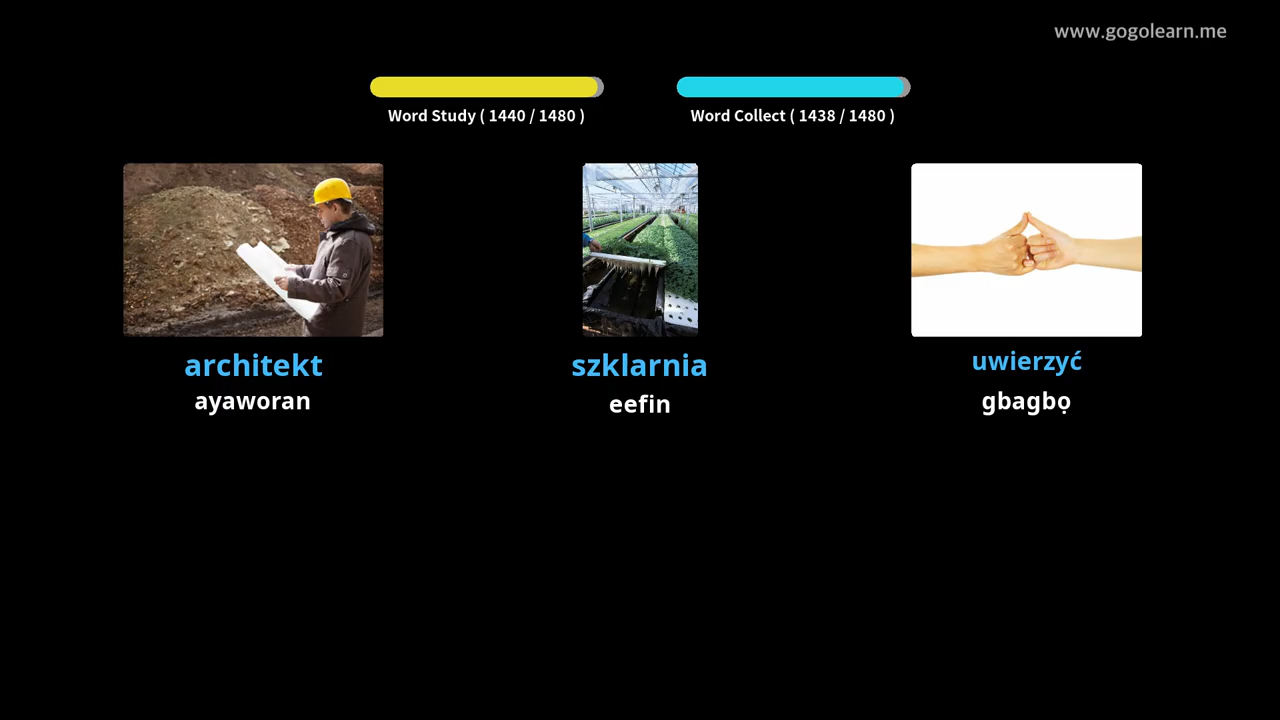 www.gogolearn.me
Word Study ( 1440 / 1480 )
Word Collect ( 1438 / 1480 )
architekt
ayaworan
szklarnia
eefin
uwierzyć
gbagbọ